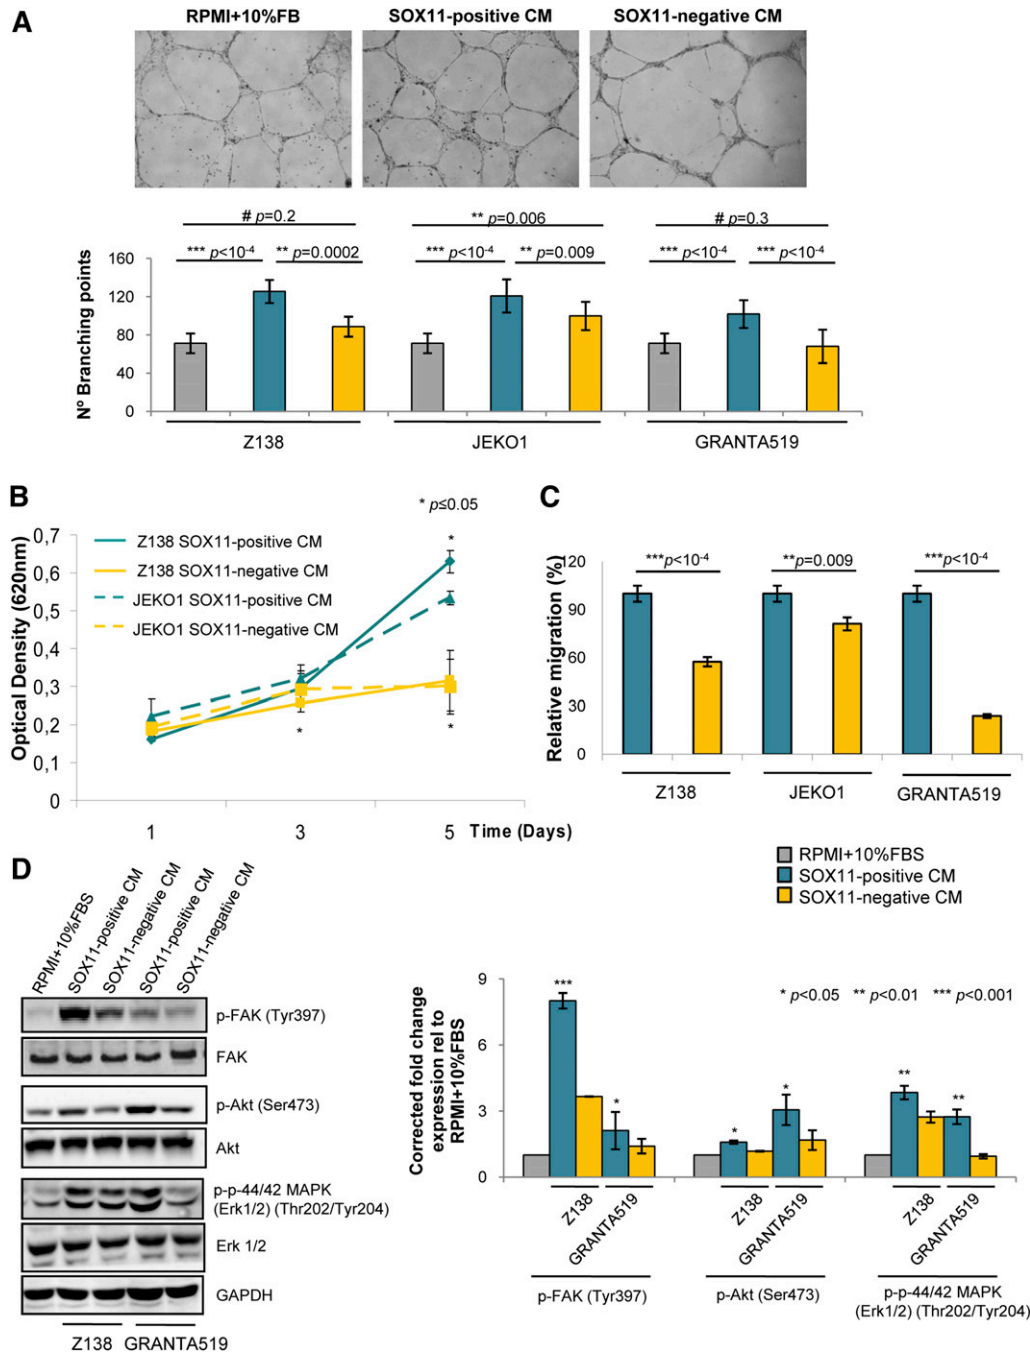 A
RPMI+10%FB
SOX11-positive CM
SOX11-negative CM
# p=0.2
** p=0.006
# p=0.3
*** p<10-4
** p=0.0002
*** p<10-4
** p=0.009
*** p<10-4
*** p<10-4
Nº Branching points
160
120
80
40
0
Z138
JEKO1
GRANTA519
B
* p≤0.05
Optical Density (620nm)
0,7
0,6
0,5
0,4
0,3
0,2
0,1
0
Z138 SOX11-positive CM
Z138 SOX11-negative CM
JEKO1 SOX11-positive CM
JEKO1 SOX11-negative CM
*
*
*
1
3
5
Time (Days)
C
Relative migration (%)
120
90
60
30
0
***p<10-4
**p=0.009
***p<10-4
Z138
JEKO1
GRANTA519
RPMI+10%FBS
SOX11-positive CM
SOX11-negative CM
D
RPMI+10%FBS
SOX11-positive CM
SOX11-negative CM
SOX11-positive CM
SOX11-negative CM
p-FAK (Tyr397)
FAK
p-Akt (Ser473)
Akt
p-p-44/42 MAPK
(Erk1/2) (Thr202/Tyr204)
Erk 1/2
GAPDH
Z138
GRANTA519
Corrected fold change
expression rel to
RPMI+10%FBS
9
6
3
0
* p<0.05
** p<0.01
*** p<0.001
***
*
*
*
**
**
Z138
GRANTA519
Z138
GRANTA519
Z138
GRANTA519
p-FAK (Tyr397)
p-Akt (Ser473)
p-p-44/42 MAPK
(Erk1/2) (Thr202/Tyr204)